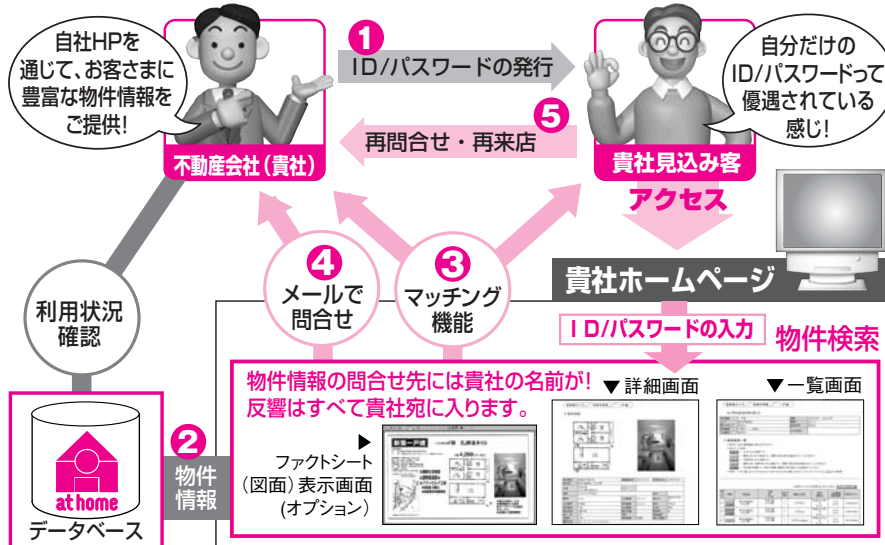 自社HPを
通じて、お客さまに
豊富な物件情報を
ご提供!
不動産会社(貴社)
1
ID/パスワードの発行
5
再問合せ・再来店
自分だけの
ID/パスワードって
優遇されている
感じ!
貴社見込み客
アクセス
貴社ホームページ
利用状況
確認
4
メールで
問合せ
3
マッチング
機能
ID/パスワードの入力
物件検索
物件情報の問合せ先には貴社の名前が!
反響はすべて貴社宛に入ります。
▼詳細画面
▼一覧画面
▶
ファクトシート
(図面)表示画面
(オプション)
新築一戸建
2
物件
情報
at home
データベース